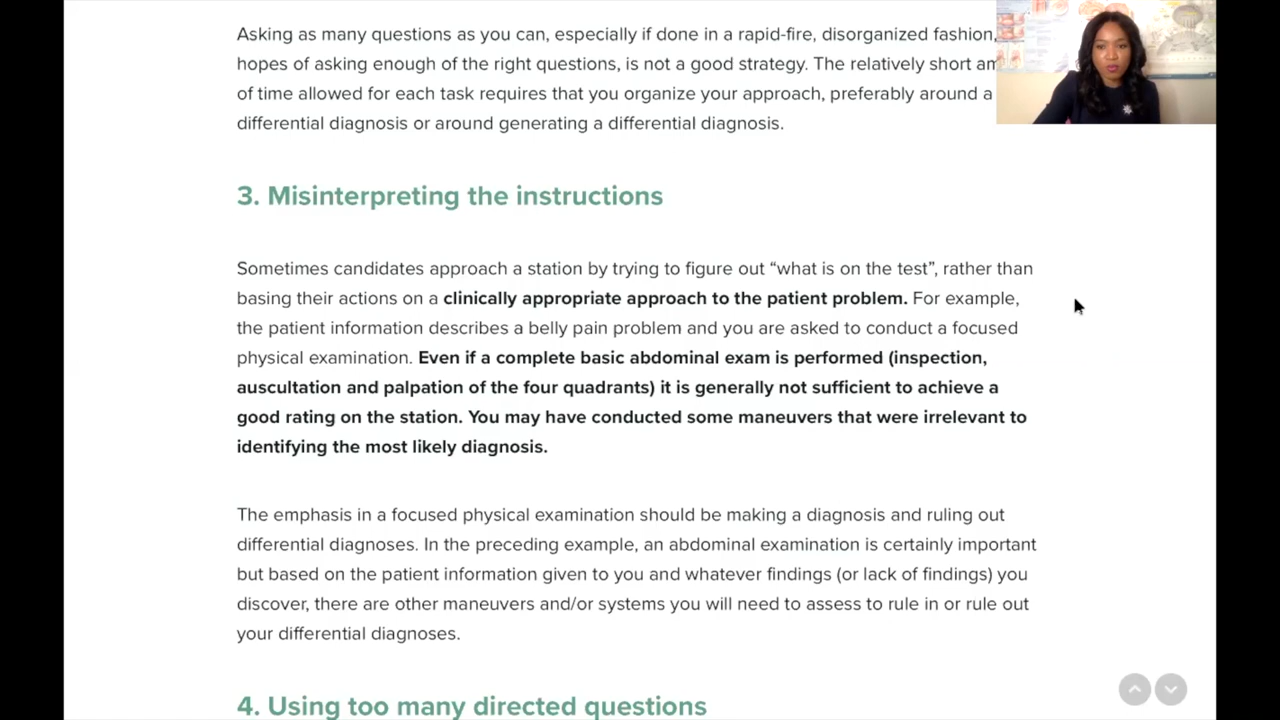 Asking as many questions as you can, especially if done in a rapid-fire, disorganized fashion,
hopes of asking enough of the right questions, is not a good strategy. The relatively short
of time allowed for each task requires that you organize your approach, preferably around a
differential diagnosis or around generating a differential diagnosis.
3. Misinterpreting the instructions
Sometimes candidates approach a station by trying to figure out “what is on the test”, rather than
basing their actions on a clinically appropriate approach to the patient problem. For example,
the patient information describes a belly pain problem and you are asked to conduct a focused
physical examination. Even if a complete basic abdominal exam is performed (inspection,
auscultation and palpation of the four quadrants) it is generally not sufficient to achieve a
good rating on the station. You may have conducted some maneuvers that were irrelevant to
identifying the most likely diagnosis.
The emphasis in a focused physical examination should be making a diagnosis and ruling out
differential diagnoses. In the preceding example, an abdominal examination is certainly important
but based on the patient information given to you and whatever findings (or lack of findings) you
discover, there are other maneuvers and/or systems you will need to assess to rule in or rule out
your differential diagnoses.
4. Using too many directed questions